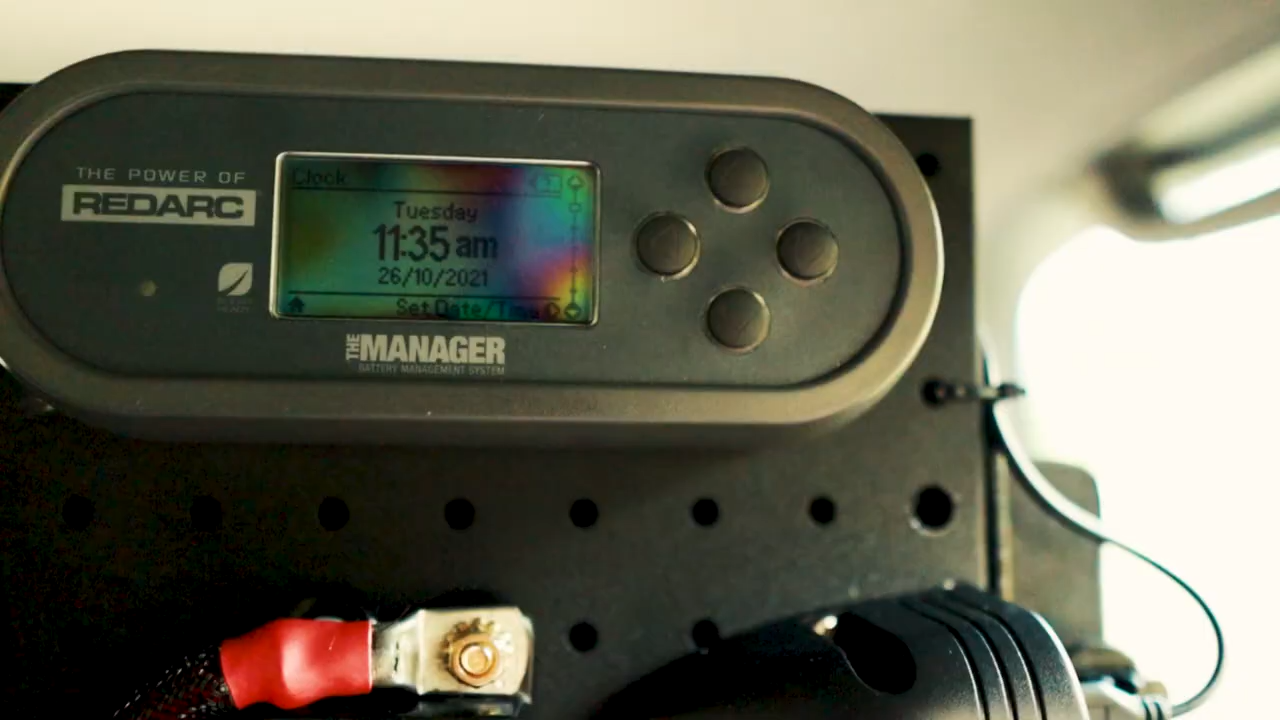 THE POWER OF
REDARC
Clock
Tuesday
11:35 am
26/10/2021
Set Date/Time
THE MANAGER
BATTERY MANAGEMENT SYSTEM